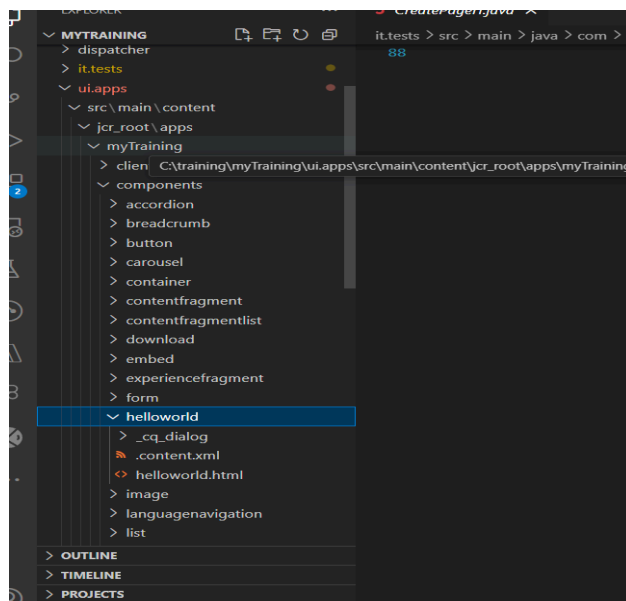 EXPLORER
MYTRAINING
dispatcher
it.tests
ui.apps
src\main\content
jcr_root\apps
myTraining
clien
C:\training\myTraining\ui.apps\src\main\content\jcr_root\apps\myTraining
components
accordion
breadcrumb
button
carousel
container
contentfragment
contentfragmentlist
download
embed
experiencefragment
form
helloworld
_cq_dialog
.content.xml
helloworld.html
image
languagenavigation
list
OUTLINE
TIMELINE
PROJECTS
2
it.tests > src > main > java > com >
88